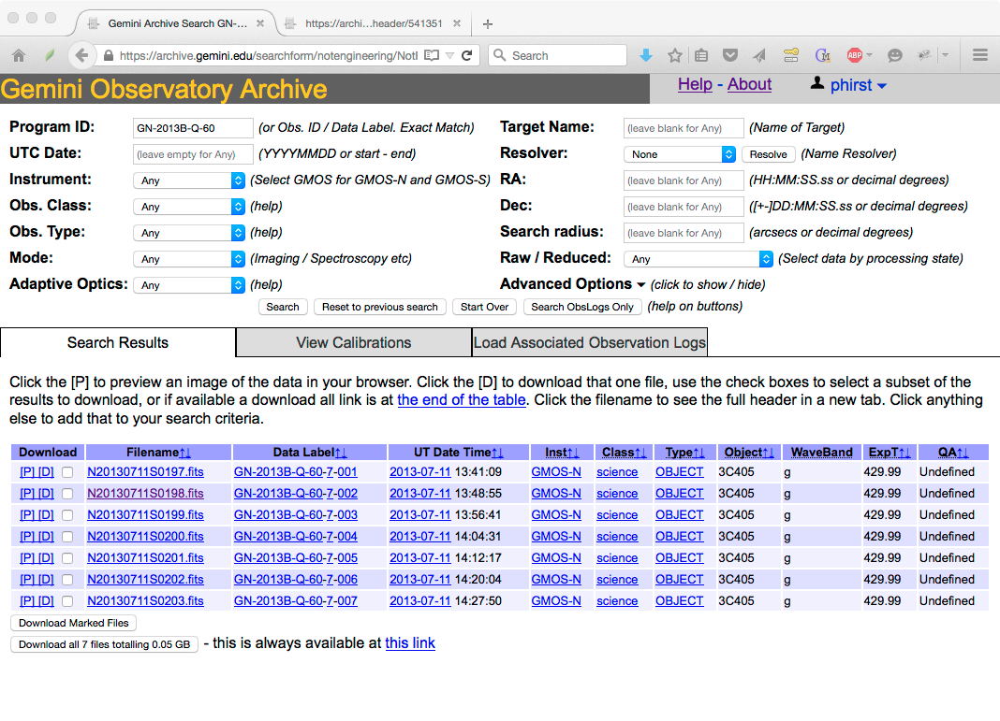 Gemini Archive Search GN-...
https://archi...header/541351
https://archive.gemini.edu/searchform/notengineering/NotI
Search
ABP
Gemini Observatory Archive
Help - About
phirst
Program ID: GN-2013B-Q-60 (or Obs. ID / Data Label. Exact Match) Target Name: (leave blank for Any) (Name of Target)
UTC Date: (leave empty for Any) (YYYYMMDD or start - end) Resolver: None Resolve (Name Resolver)
Instrument: Any (Select GMOS for GMOS-N and GMOS-S) RA: (leave blank for Any) (HH:MM:SS.ss or decimal degrees)
Obs. Class: Any (help) Dec: (leave blank for Any) ([+-]DD:MM:SS.ss or decimal degrees)
Obs. Type: Any (help) Search radius: (leave blank for Any) (arcsecs or decimal degrees)
Mode: Any (Imaging / Spectroscopy etc) Raw / Reduced: Any (Select data by processing state)
Adaptive Optics: Any (help) Advanced Options (click to show / hide)
Search Reset to previous search Start Over Search ObsLogs Only (help on buttons)
Search Results View Calibrations Load Associated Observation Logs
Click the [P] to preview an image of the data in your browser. Click the [D] to download that one file, use the check boxes to select a subset of the
results to download, or if available a download all link is at the end of the table. Click the filename to see the full header in a new tab. Click anything
else to add that to your search criteria.
Download Filename↑↓ Data Label↑↓ UT Date Time↑↓ Inst↑↓ Class↑↓ Type↑↓ Object↑↓ WaveBand ExpT↑↓ QA↑↓
[P] [D] N20130711S0197.fits GN-2013B-Q-60-7-001 2013-07-11 13:41:09 GMOS-N science OBJECT 3C405 g 429.99 Undefined
[P] [D] N20130711S0198.fits GN-2013B-Q-60-7-002 2013-07-11 13:48:55 GMOS-N science OBJECT 3C405 g 429.99 Undefined
[P] [D] N20130711S0199.fits GN-2013B-Q-60-7-003 2013-07-11 13:56:41 GMOS-N science OBJECT 3C405 g 429.99 Undefined
[P] [D] N20130711S0200.fits GN-2013B-Q-60-7-004 2013-07-11 14:04:31 GMOS-N science OBJECT 3C405 g 429.99 Undefined
[P] [D] N20130711S0201.fits GN-2013B-Q-60-7-005 2013-07-11 14:12:17 GMOS-N science OBJECT 3C405 g 429.99 Undefined
[P] [D] N20130711S0202.fits GN-2013B-Q-60-7-006 2013-07-11 14:20:04 GMOS-N science OBJECT 3C405 g 429.99 Undefined
[P] [D] N20130711S0203.fits GN-2013B-Q-60-7-007 2013-07-11 14:27:50 GMOS-N science OBJECT 3C405 g 429.99 Undefined
Download Marked Files
Download all 7 files totalling 0.05 GB - this is always available at this link